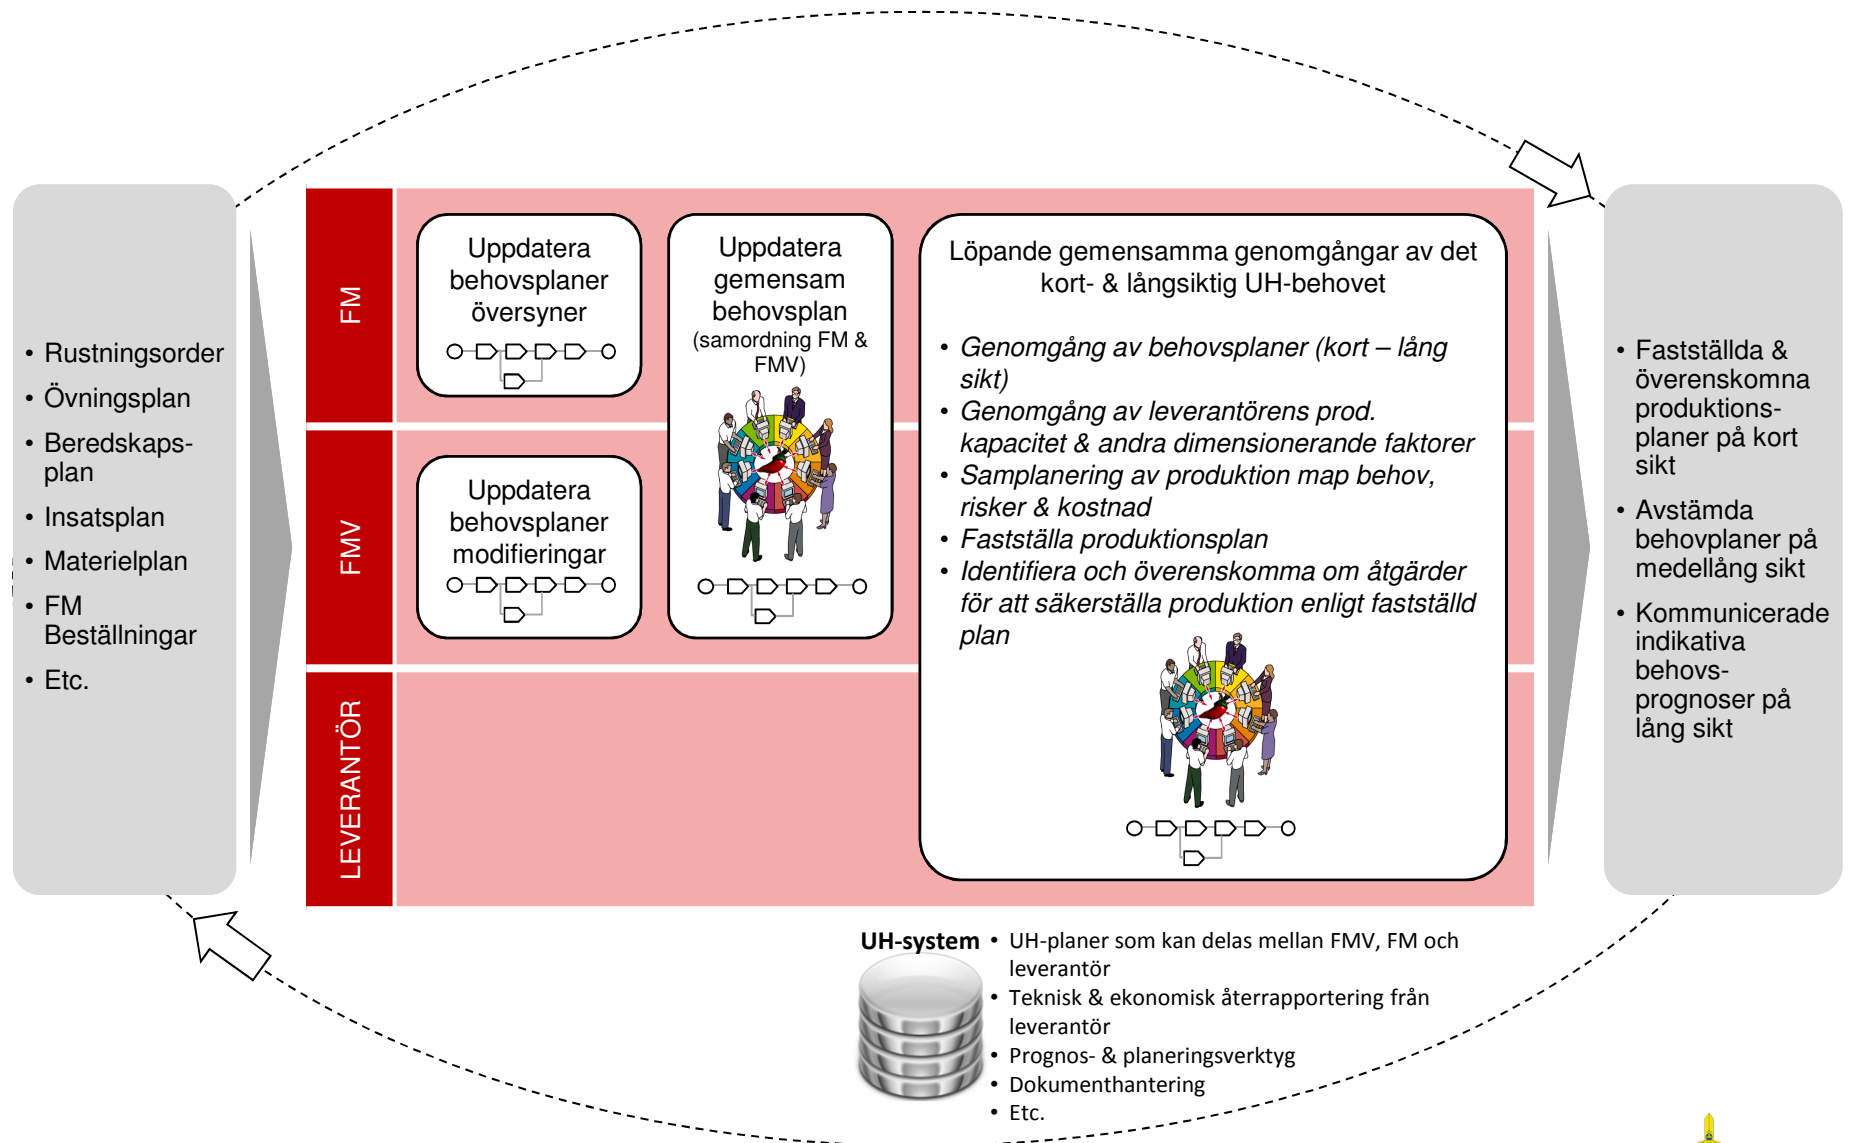 • Rustningsorder
• Övningsplan
• Beredskaps-
plan
• Insatsplan
• Materielplan
• FM
Beställningar
• Etc.
FM
FMV
LEVERANTÖR
Uppdatera
behovsplaner
översyner
Uppdatera
behovsplaner
modifieringar
Uppdatera
gemensam
behovsplan
(samordning FM &
FMV)
Löpande gemensamma genomgångar av det
kort- & långsiktig UH-behovet
• Genomgång av behovsplaner (kort – lång
sikt)
• Genomgång av leverantörens prod.
kapacitet & andra dimensionerande faktorer
• Samplanering av produktion map behov,
risker & kostnad
• Fastställa produktionsplan
• Identifiera och överenskomma om åtgärder
för att säkerställa produktion enligt fastställd
plan
• Fastställda &
överenskomna
produktions-
planer på kort
sikt
• Avstämda
behovplaner på
medellång sikt
• Kommunicerade
indikativa
behovs-
prognoser på
lång sikt
UH-system
• UH-planer som kan delas mellan FMV, FM och
leverantör
• Teknisk & ekonomisk återrapportering från
leverantör
• Prognos- & planeringsverktyg
• Dokumenthantering
• Etc.